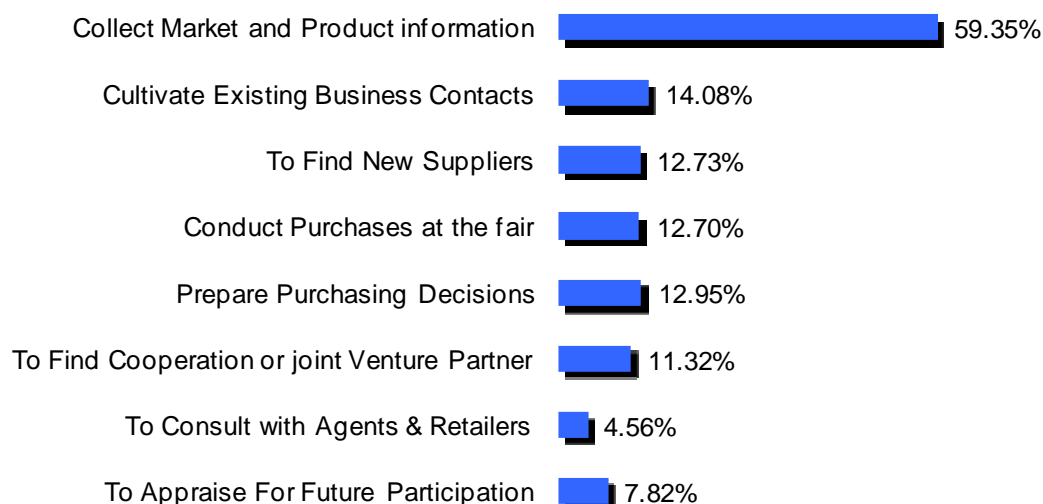 Collect Market and Product information 59.35%
Cultivate Existing Business Contacts 14.08%
To Find New Suppliers 12.73%
Conduct Purchases at the fair 12.70%
Prepare Purchasing Decisions 12.95%
To Find Cooperation or joint Venture Partner 11.32%
To Consult with Agents & Retailers 4.56%
To Appraise For Future Participation 7.82%